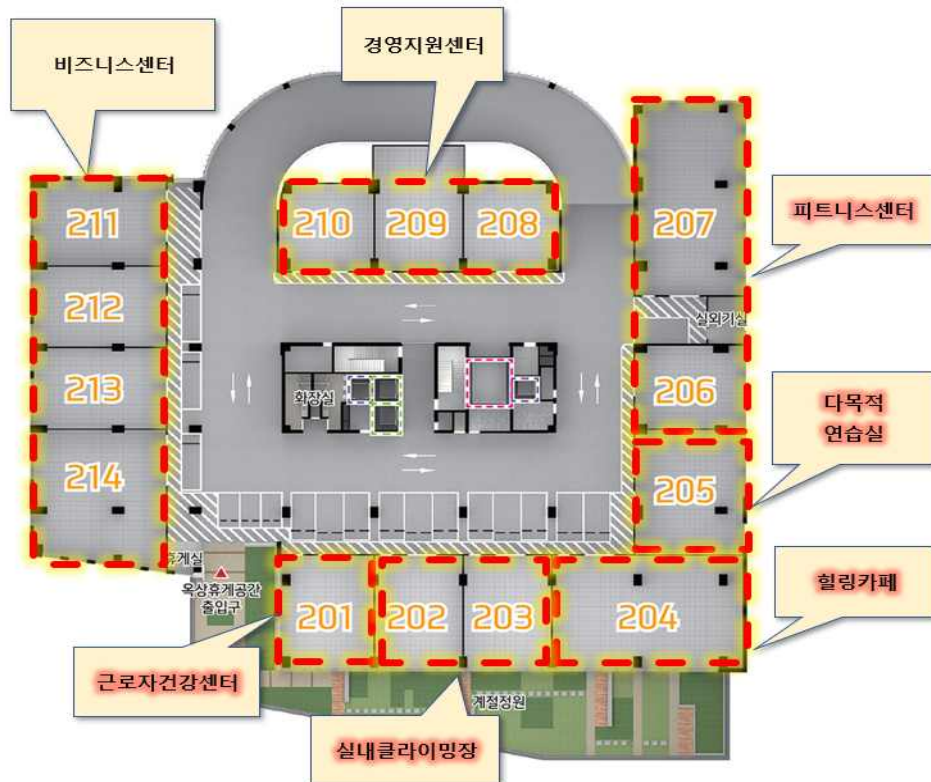 비즈니스센터
경영지원센터
211
210
209
208
207
피트니스센터
212
실외기실
213
화장실
206
다목적
연습실
214
205
휴게실
옥상휴게공간
출입구
201
202
203
204
힐링카페
근로자건강센터
계절정원
실내클라이밍장